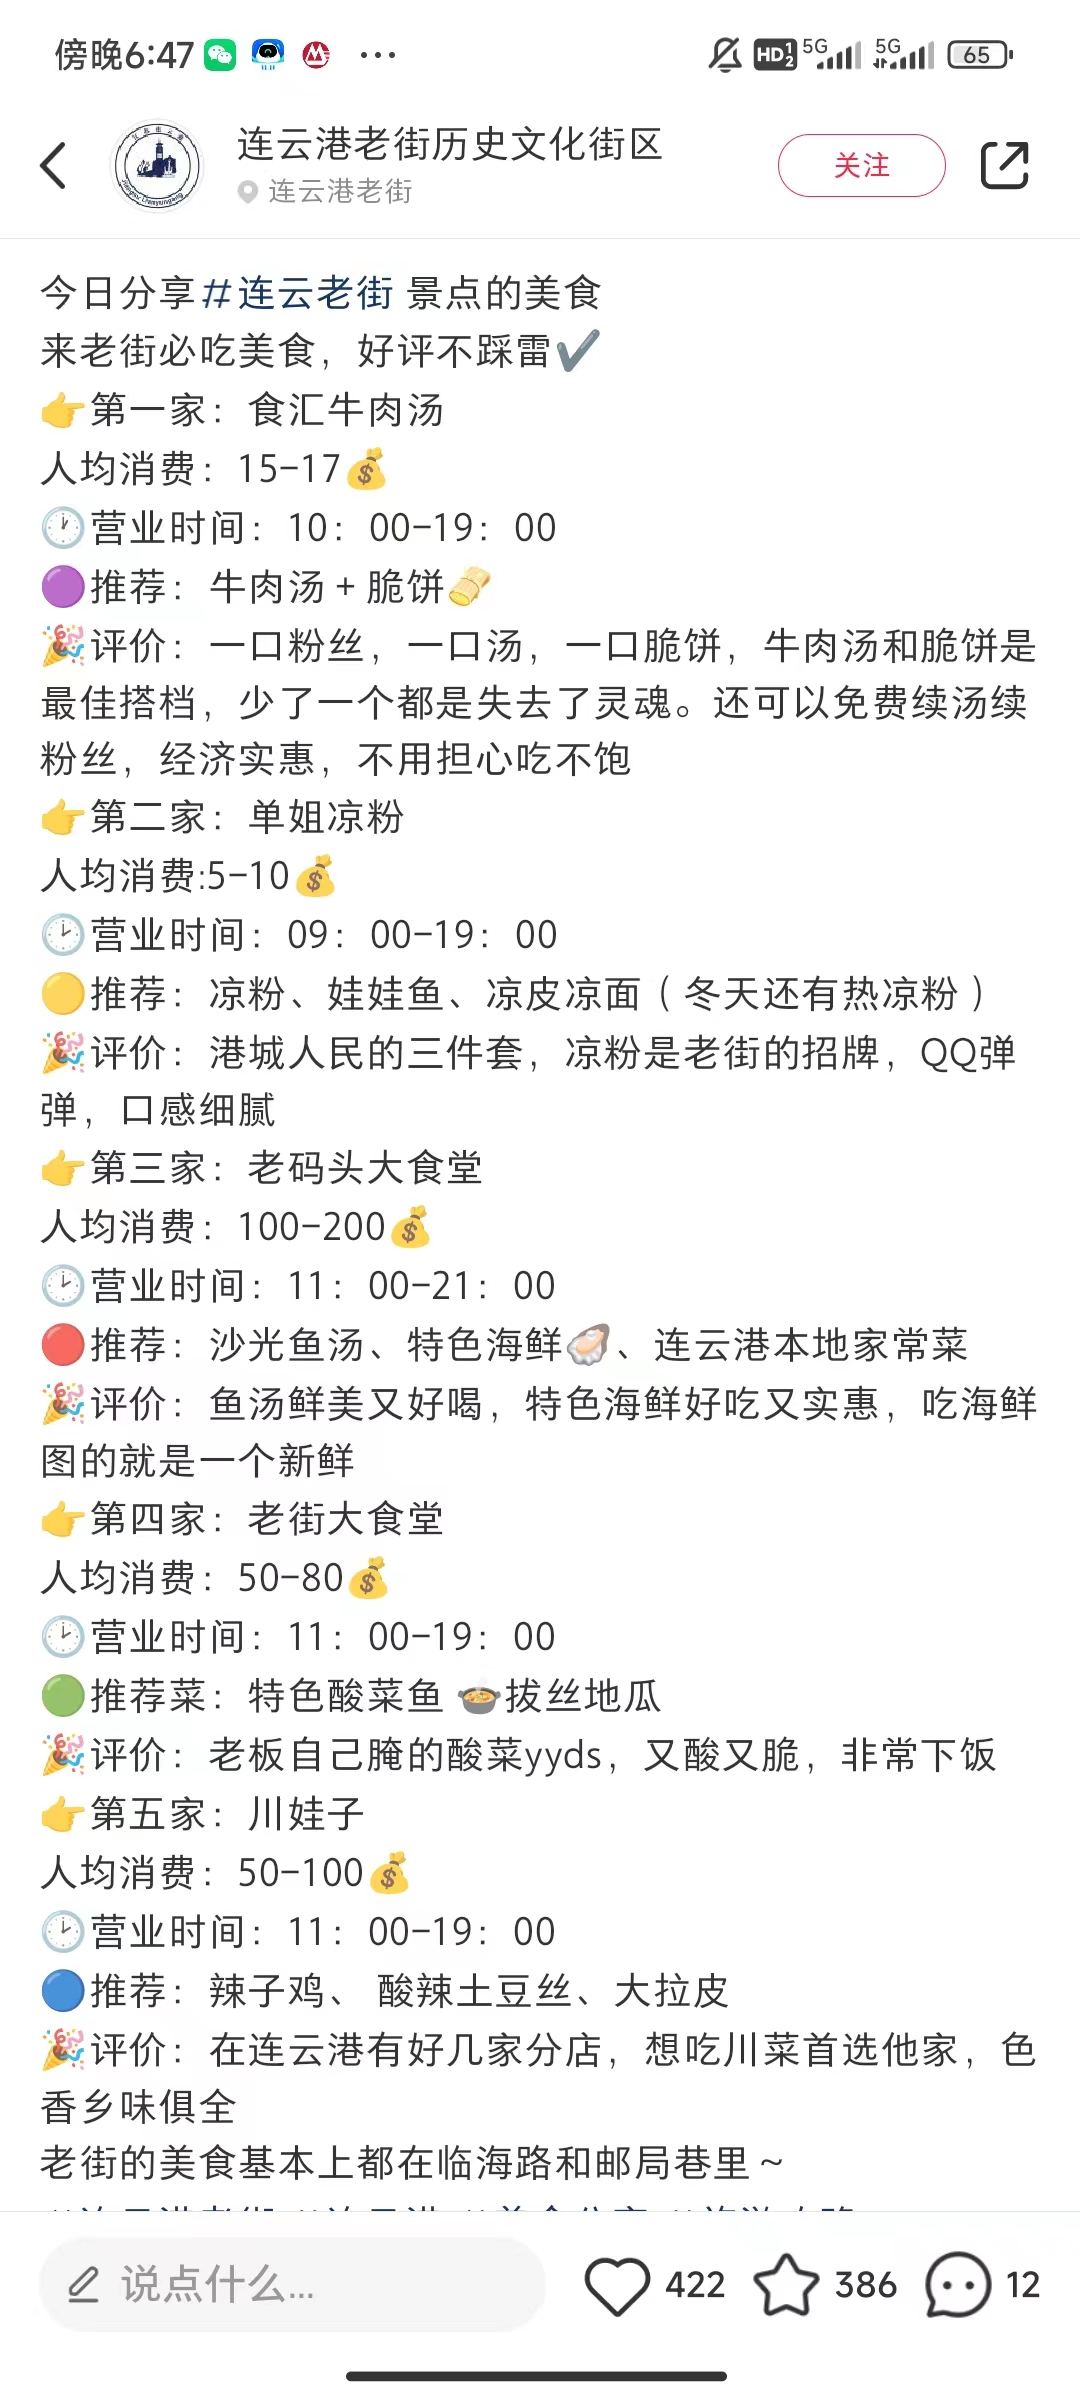 傍晚6:47 ··· HD 1 2 5G 5G 65
连云港老街历史文化街区
连云港老街
关注
今日分享#连云老街 景点的美食
来老街必吃美食，好评不踩雷✔️
👉第一家：食汇牛肉汤
人均消费：15-17💰
🕐营业时间：10：00-19：00
🟣推荐：牛肉汤+脆饼🫔
🎉评价：一口粉丝，一口汤，一口脆饼，牛肉汤和脆饼是
最佳搭档，少了一个都是失去了灵魂。还可以免费续汤续
粉丝，经济实惠，不用担心吃不饱
👉第二家：单姐凉粉
人均消费:5-10💰
🕑营业时间：09：00-19：00
🟡推荐：凉粉、娃娃鱼、凉皮凉面（冬天还有热凉粉）
🎉评价：港城人民的三件套，凉粉是老街的招牌，QQ弹
弹，口感细腻
👉第三家：老码头大食堂
人均消费：100-200💰
🕑营业时间：11：00-21：00
🔴推荐：沙光鱼汤、特色海鲜🦪、连云港本地家常菜
🎉评价：鱼汤鲜美又好喝，特色海鲜好吃又实惠，吃海鲜
图的就是一个新鲜
👉第四家：老街大食堂
人均消费：50-80💰
🕑营业时间：11：00-19：00
🟢推荐菜：特色酸菜鱼 🍲拔丝地瓜
🎉评价：老板自己腌的酸菜yyds，又酸又脆，非常下饭
👉第五家：川娃子
人均消费：50-100💰
🕑营业时间：11：00-19：00
🔵推荐：辣子鸡、 酸辣土豆丝、大拉皮
🎉评价：在连云港有好几家分店，想吃川菜首选他家，色
香乡味俱全
老街的美食基本上都在临海路和邮局巷里~
说点什么...
422
386
12